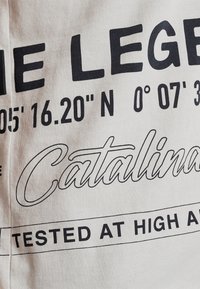 HE LEGE
05' 16.20" N 0° 07' 3
E
Catalina
TESTED AT HIGH A